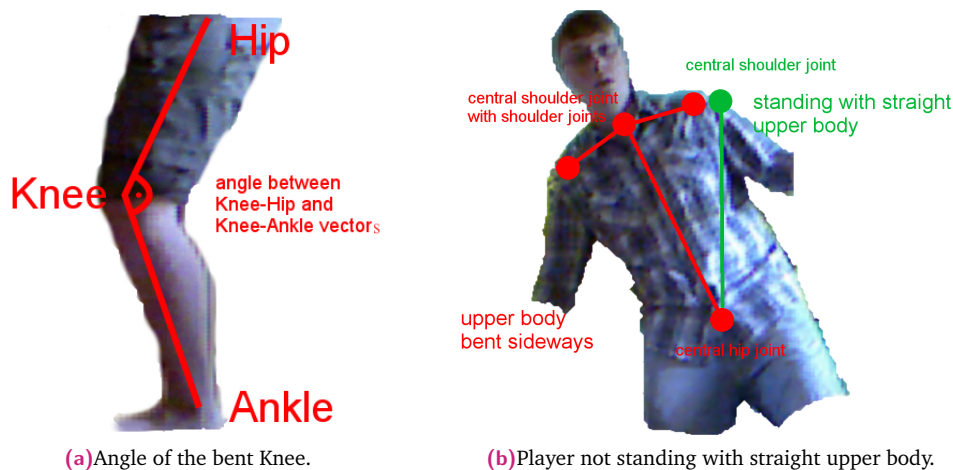 Hip
Knee
angle between
Knee-Hip and
Knee-Ankle vectors
Ankle
(a)Angle of the bent Knee.
central shoulder joint
central shoulder joint
with shoulder joints
standing with straight
upper body
upper body
bent sideways
central hip joint
(b)Player not standing with straight upper body.